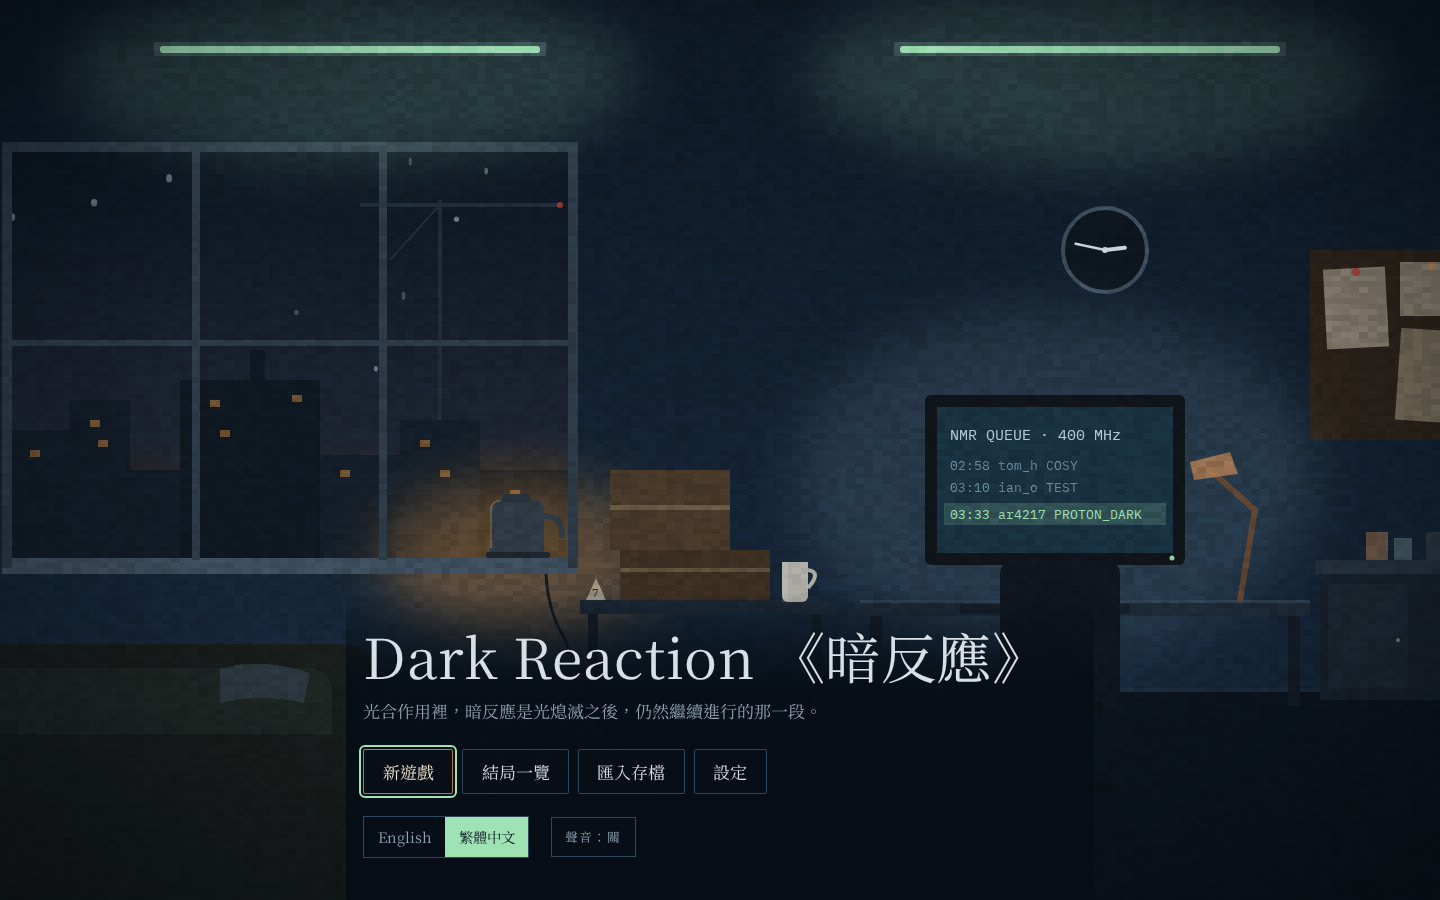 NMR QUEUE · 400 MHz
02:58 tom_h COSY
03:10 ian_o TEST
03:33 ar4217 PROTON_DARK
7
Dark Reaction 《暗反應》
光合作用裡，暗反應是光熄滅之後，仍然繼續進行的那一段。
新遊戲 結局一覽 匯入存檔 設定
English 繁體中文 聲音：關